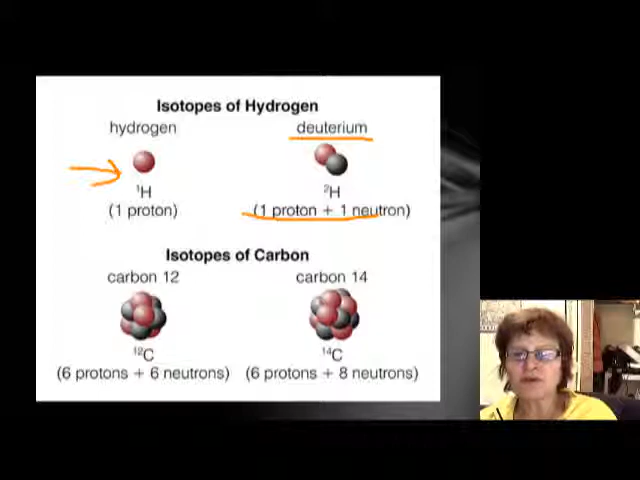 Isotopes of Hydrogen
hydrogen deuterium
¹H ²H
(1 proton) (1 proton + 1 neutron)
Isotopes of Carbon
carbon 12 carbon 14
¹²C ¹⁴C
(6 protons + 6 neutrons) (6 protons + 8 neutrons)